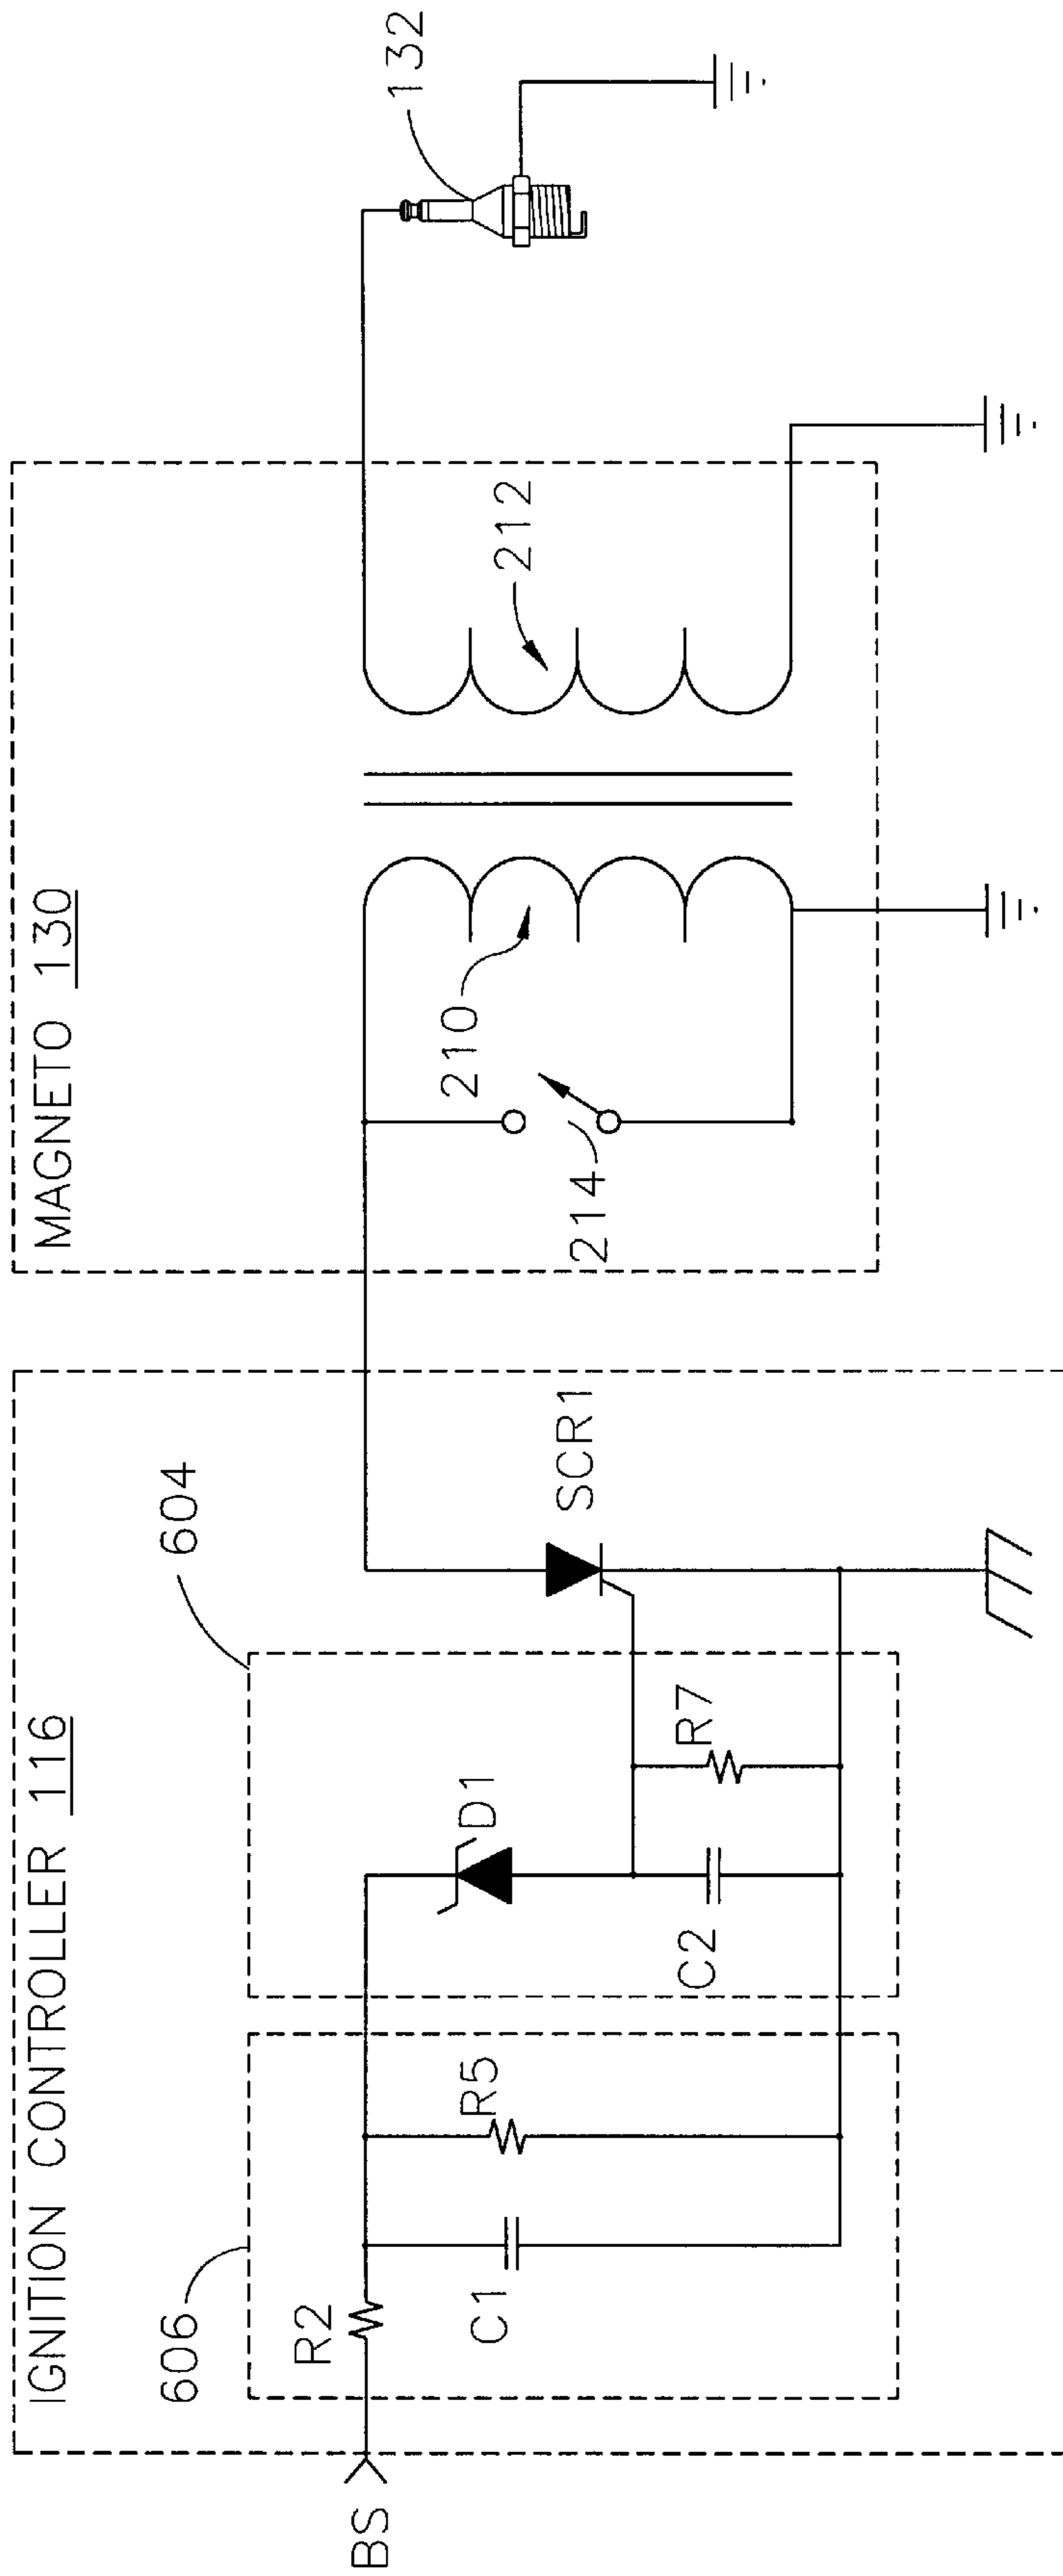 IGNITION CONTROLLER 116
MAGNETO 130
606
604
132
R2
BS
C1
R5
D1
C2
R7
SCR1
210
214
212